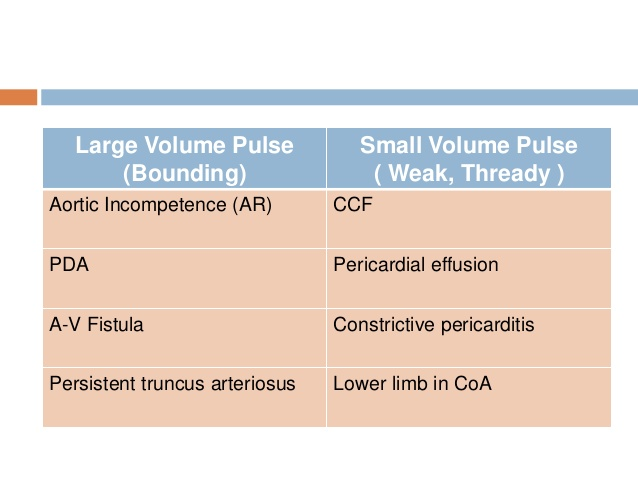 Large Volume Pulse
(Bounding)
Small Volume Pulse
( Weak, Thready )
Aortic Incompetence (AR)
CCF
PDA
Pericardial effusion
A-V Fistula
Constrictive pericarditis
Persistent truncus arteriosus
Lower limb in CoA